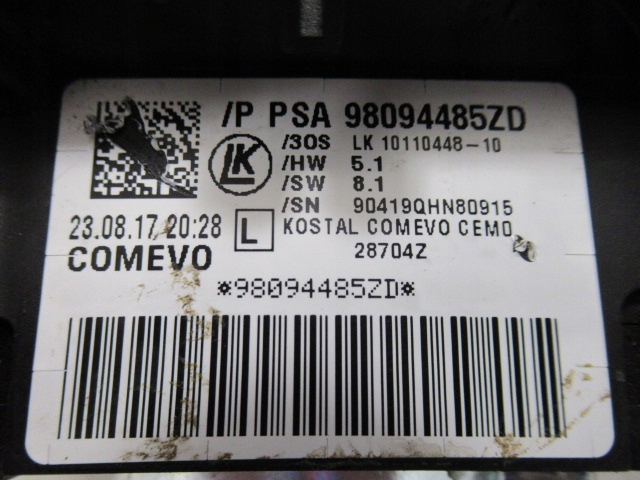 /P PSA 98094485ZD
/30S LK 10110448-10
LK
/HW 5.1
/SW 8.1
/SN 90419QHN80915
23.08.17 20:28
L
KOSTAL COMEVO CEMO
COMEVO
28704Z
*98094485ZD*